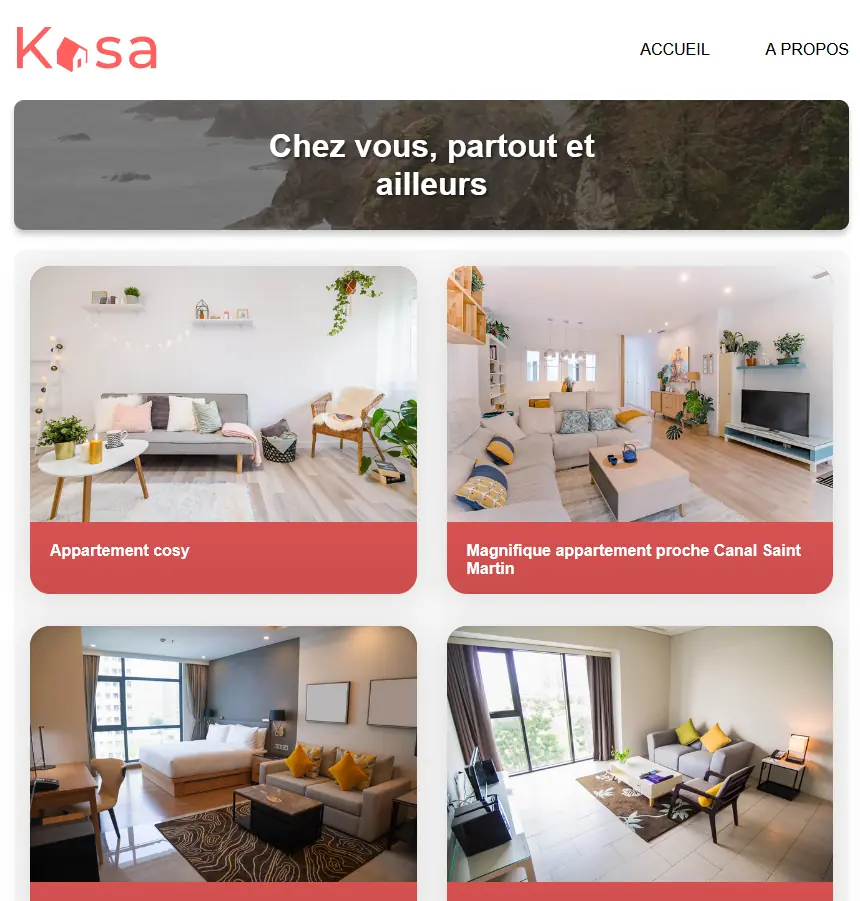 Kasa
ACCUEIL
A PROPOS
Chez vous, partout et
ailleurs
Appartement cosy
Magnifique appartement proche Canal Saint
Martin